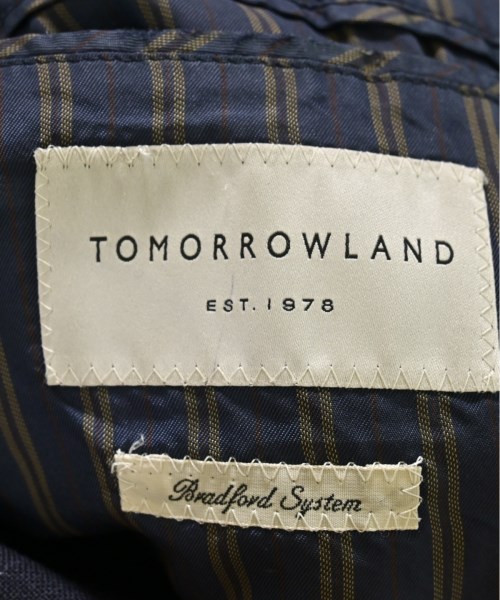 TOMORROWLAND
EST. 1978
Bradford System